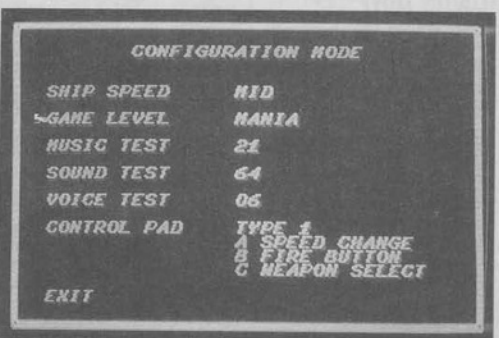 CONFIGURATION MODE
SHIP SPEED MID
GAME LEVEL MANIA
MUSIC TEST 21
SOUND TEST 64
VOICE TEST 06
CONTROL PAD TYPE 1
A SPEED CHANGE
B FIRE BUTTON
C WEAPON SELECT
EXIT